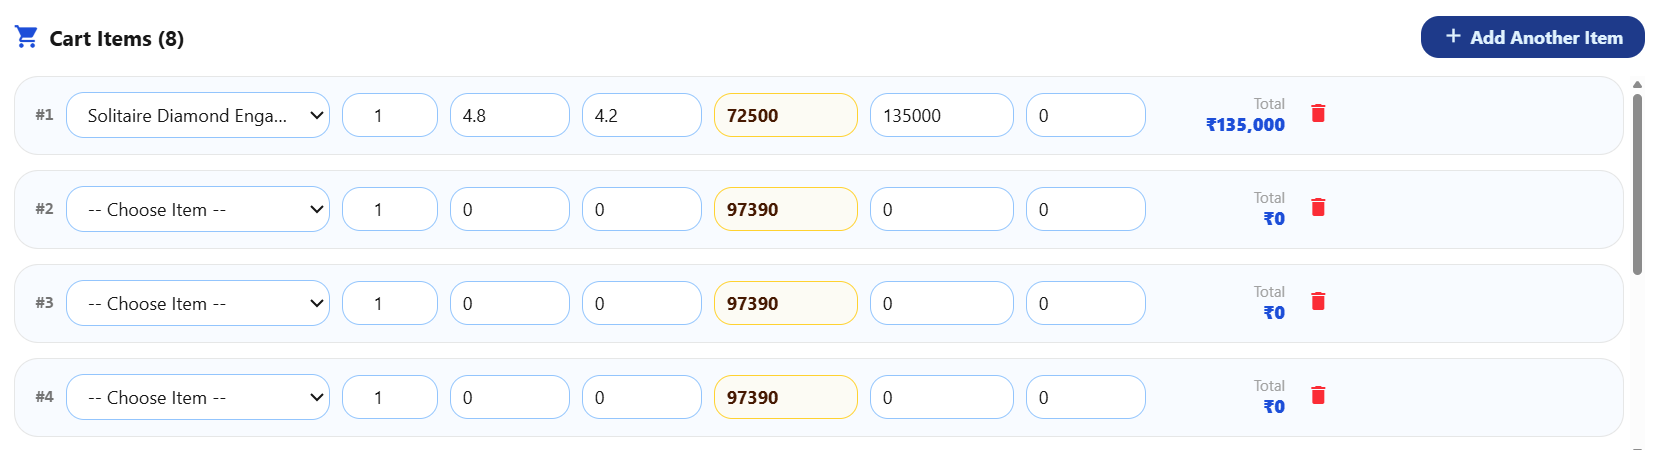 Cart Items (8)
+ Add Another Item
#1 Solitaire Diamond Enga... 1 4.8 4.2 72500 135000 0 Total ₹135,000
#2 -- Choose Item -- 1 0 0 97390 0 0 Total ₹0
#3 -- Choose Item -- 1 0 0 97390 0 0 Total ₹0
#4 -- Choose Item -- 1 0 0 97390 0 0 Total ₹0